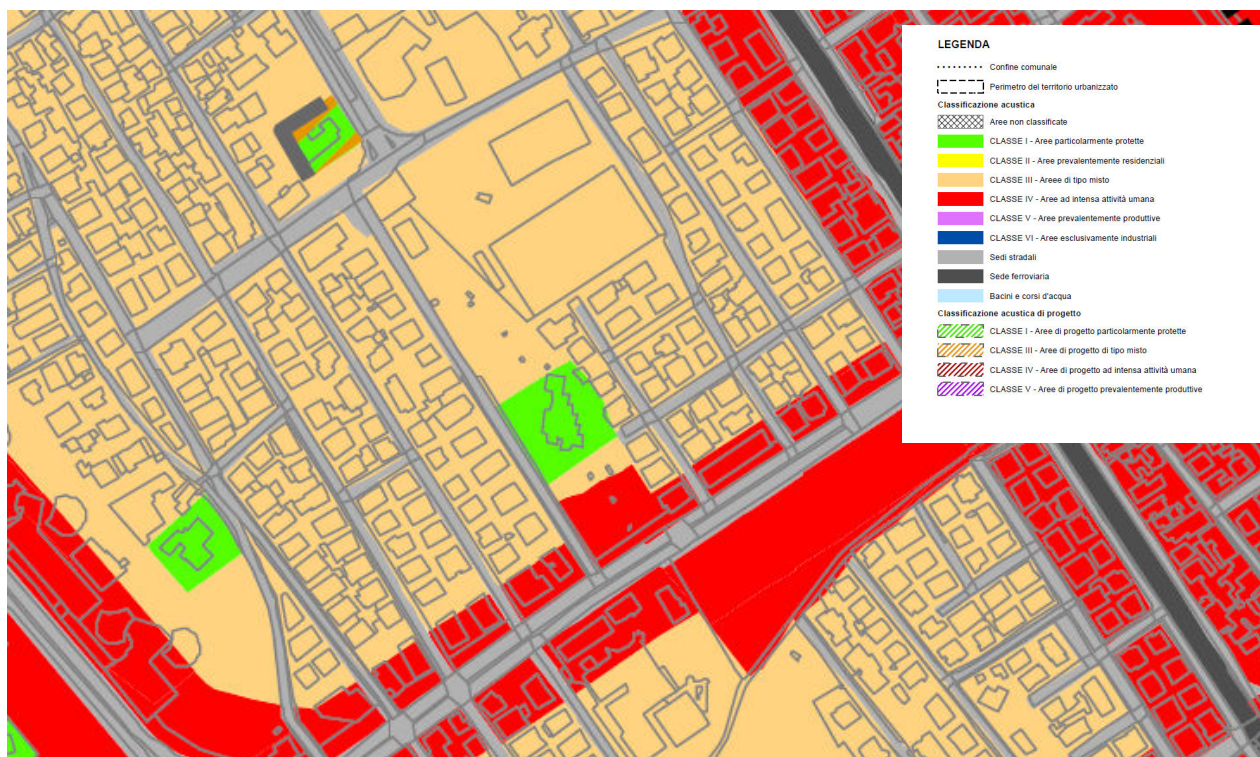 LEGENDA
Confine comunale
Perimetro del territorio urbanizzato
Classificazione acustica
Aree non classificate
CLASSE I - Aree particolarmente protette
CLASSE II - Aree prevalentemente residenziali
CLASSE III - Areee di tipo misto
CLASSE IV - Aree ad intensa attività umana
CLASSE V - Aree prevalentemente produttive
CLASSE VI - Aree esclusivamente industriali
Sedi stradali
Sede ferroviaria
Bacini e corsi d'acqua
Classificazione acustica di progetto
CLASSE I - Aree di progetto particolarmente protette
CLASSE III - Aree di progetto di tipo misto
CLASSE IV - Aree di progetto ad intensa attività umana
CLASSE V - Aree di progetto prevalentemente produttive